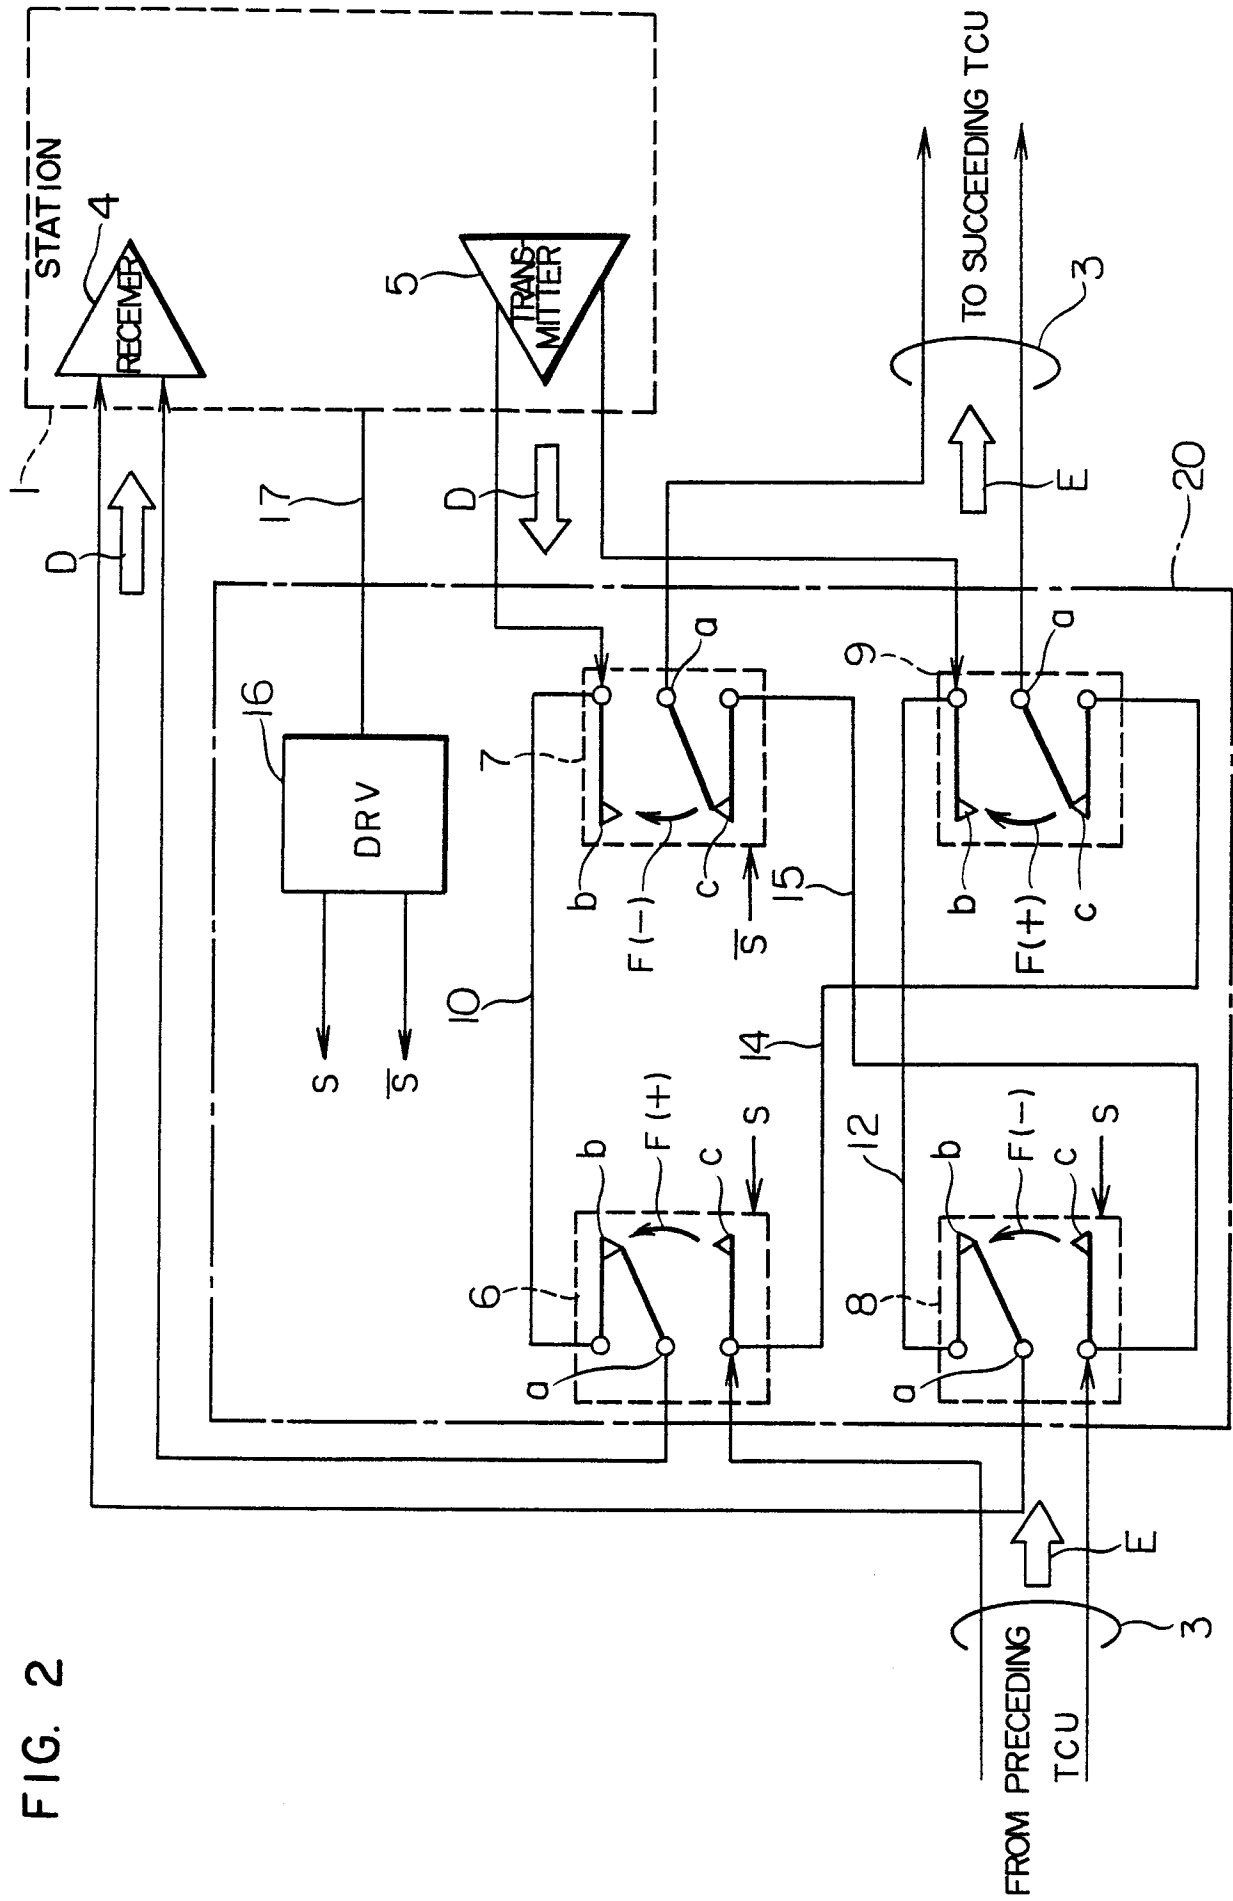 FIG. 2
STATION
1
RECEIVER
4
D
17
5
TRANS-
MITTER
D
16
DRV
S
S̅
10
6
a
b
F(+)
c
S
7
b
a
F(-)
c
S̅
14
15
12
8
a
b
F(-)
c
S
9
b
a
F(+)
c
20
E
3
TO SUCCEEDING TCU
E
3
FROM PRECEDING
TCU